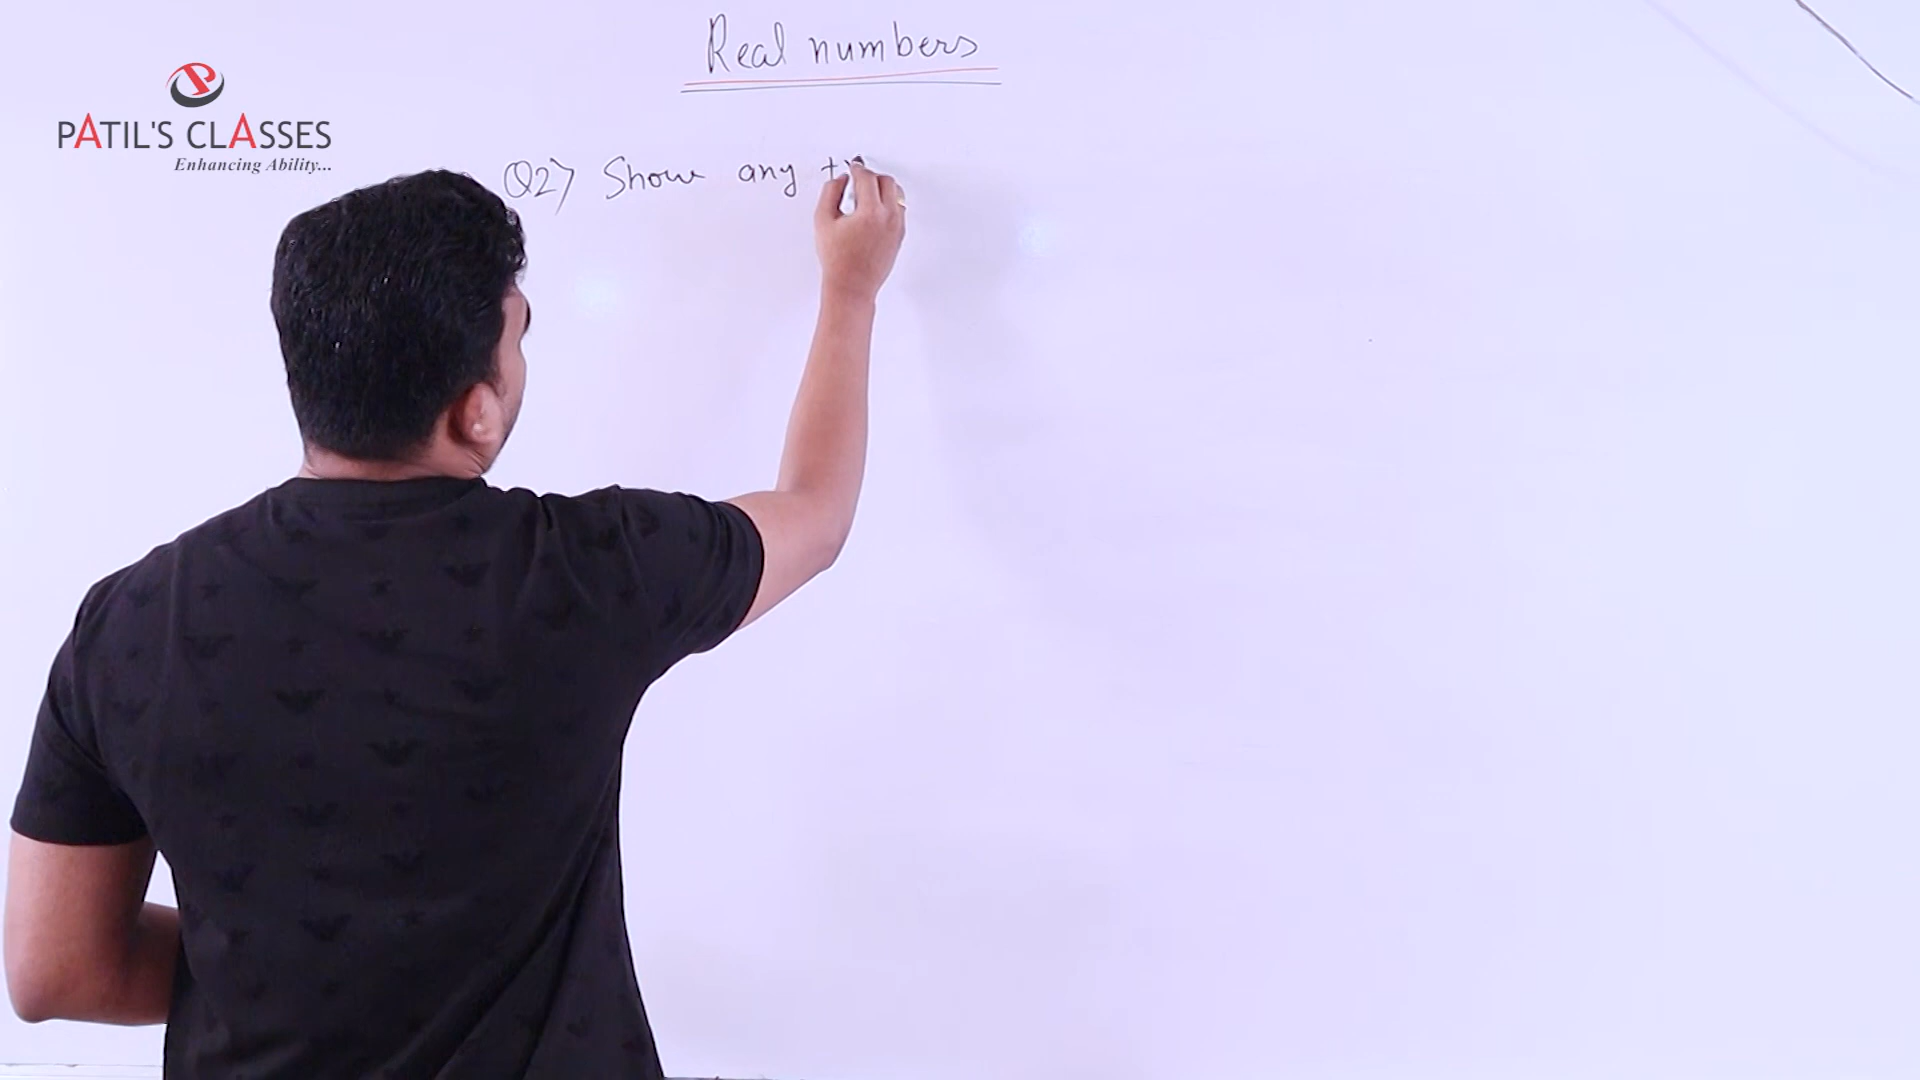 Real numbers
PATIL'S CLASSES
Enhancing Ability...
Q2) Show any